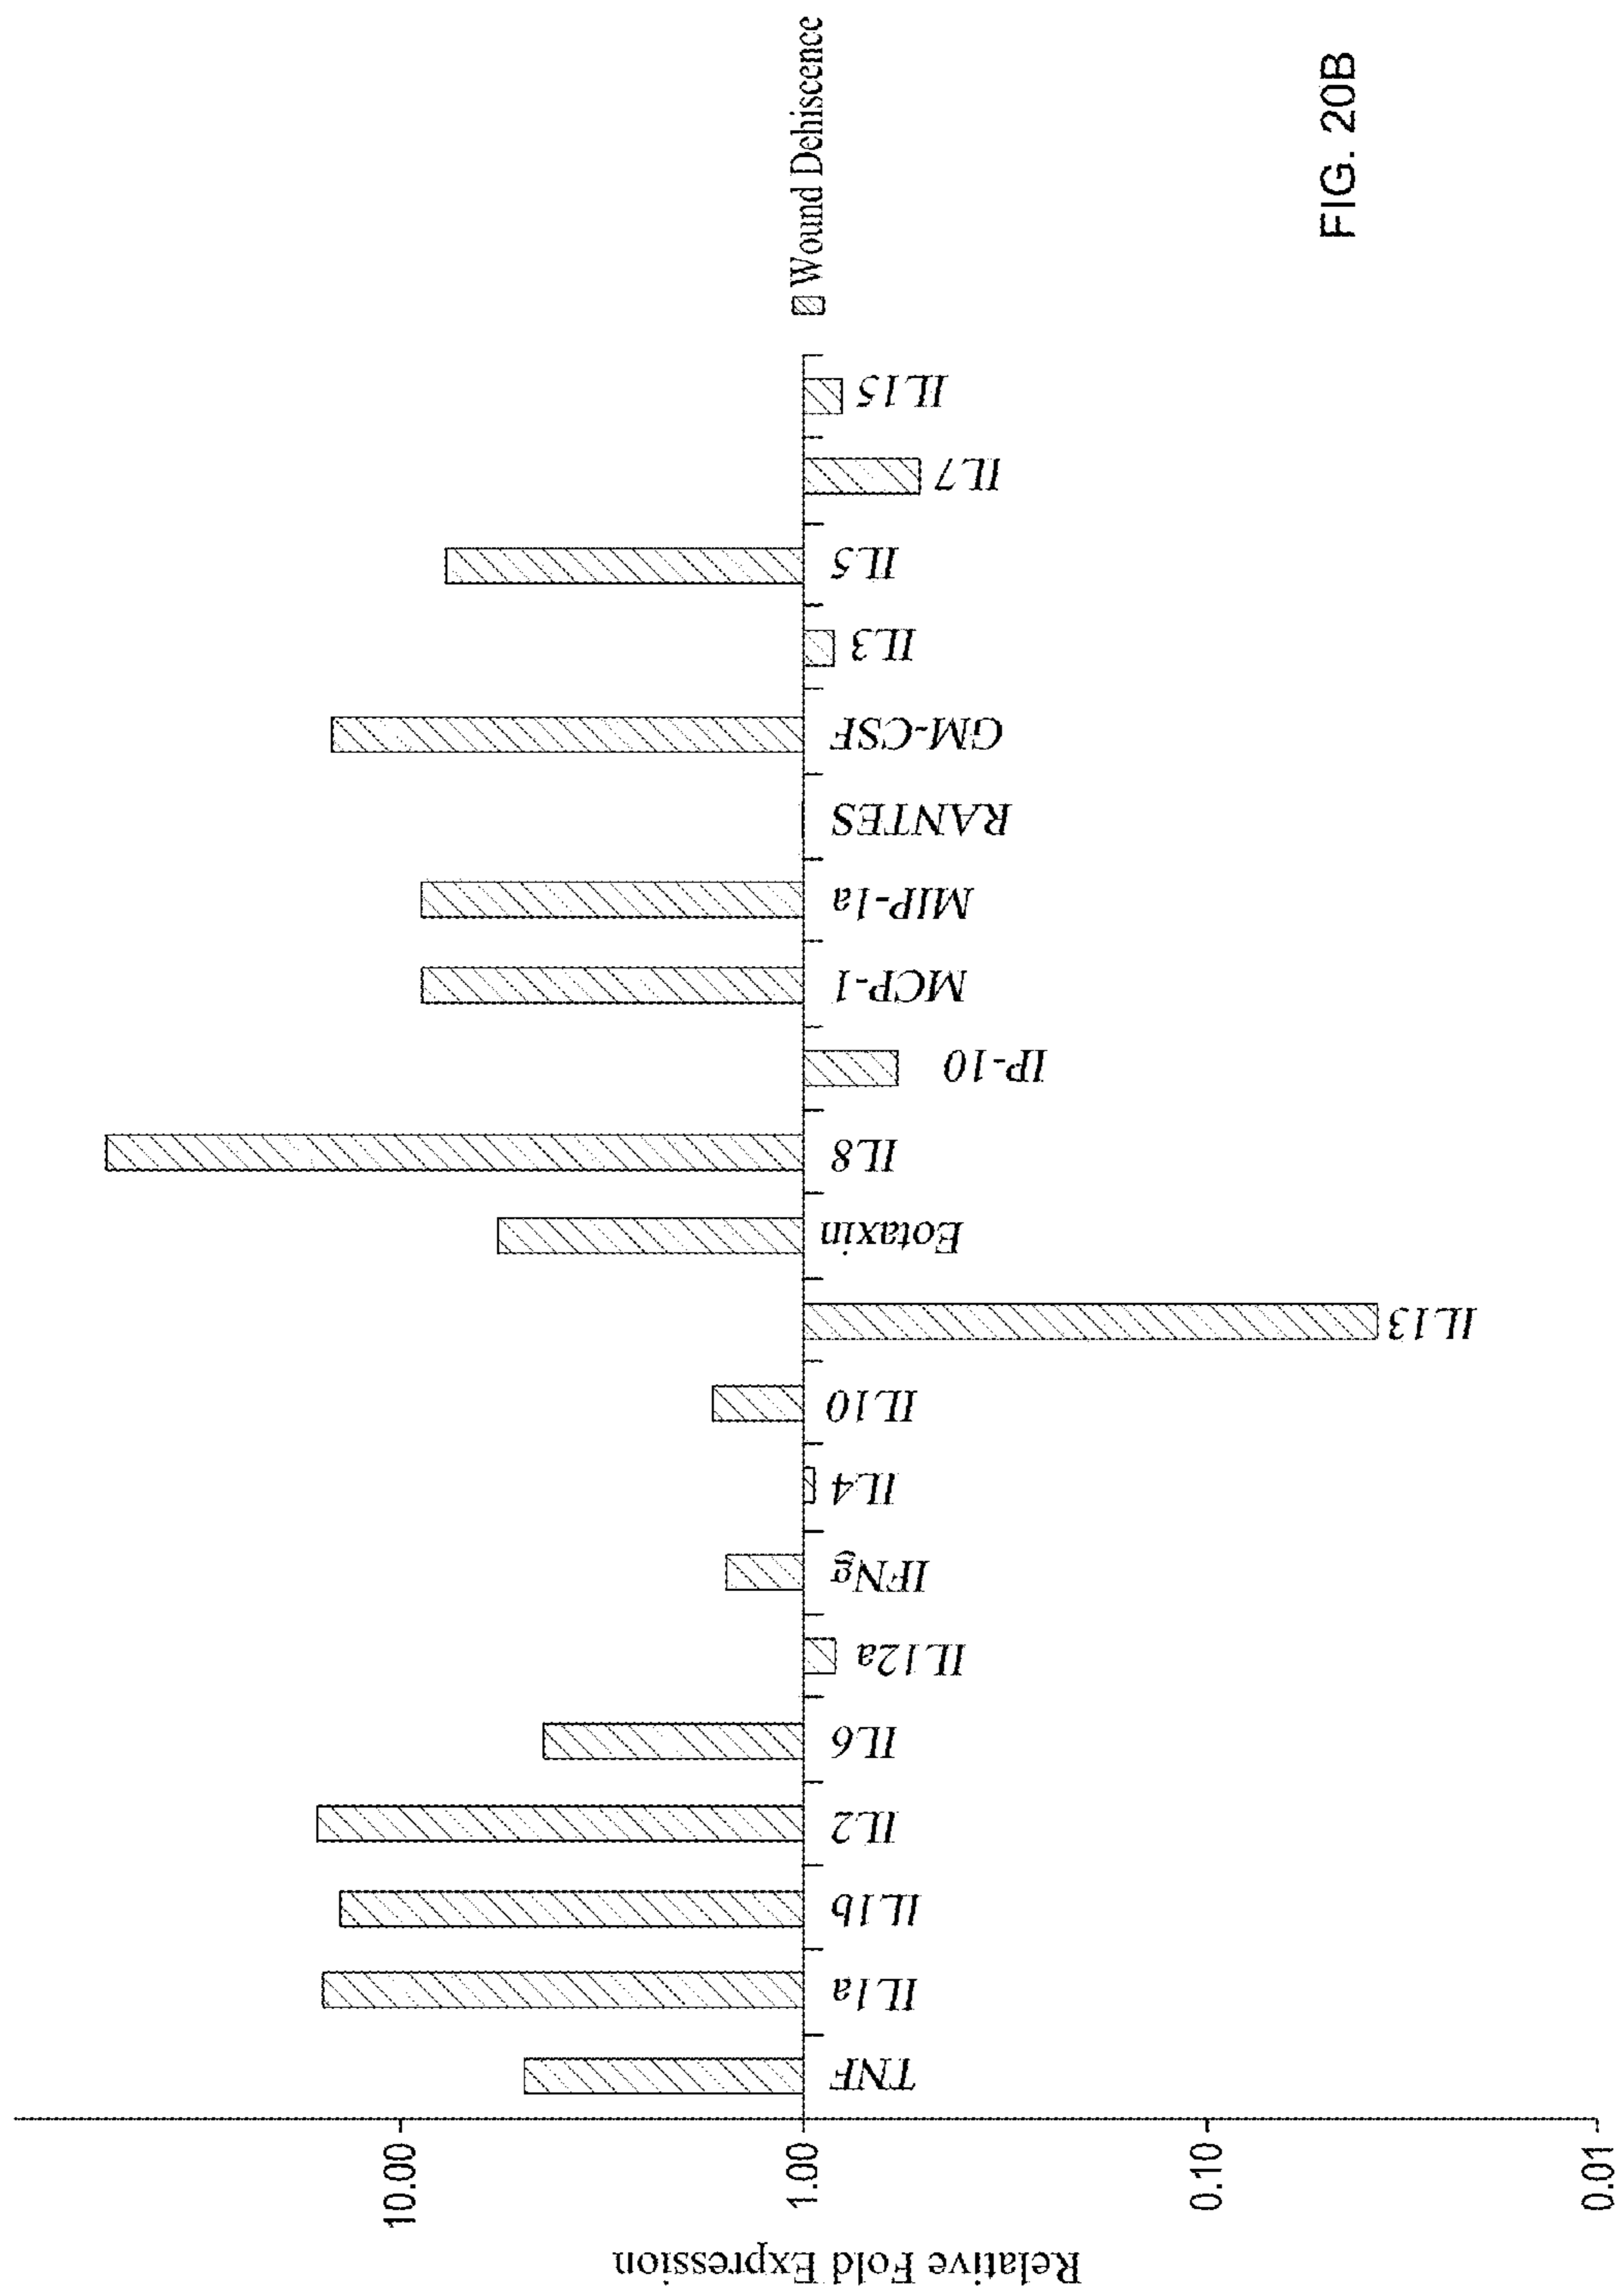 Relative Fold Expression
10.00
1.00
0.10
0.01
TNF
IL1a
IL1b
IL2
IL6
IL12a
IFNg
IL4
IL10
IL13
Eotaxin
IL8
IP-10
MCP-1
MIP-1a
RANTES
GM-CSF
IL3
IL5
IL7
IL15
Wound Dehiscence
FIG. 20B